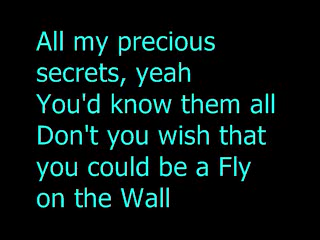 All my precious
secrets, yeah
You'd know them all
Don't you wish that
you could be a Fly
on the Wall